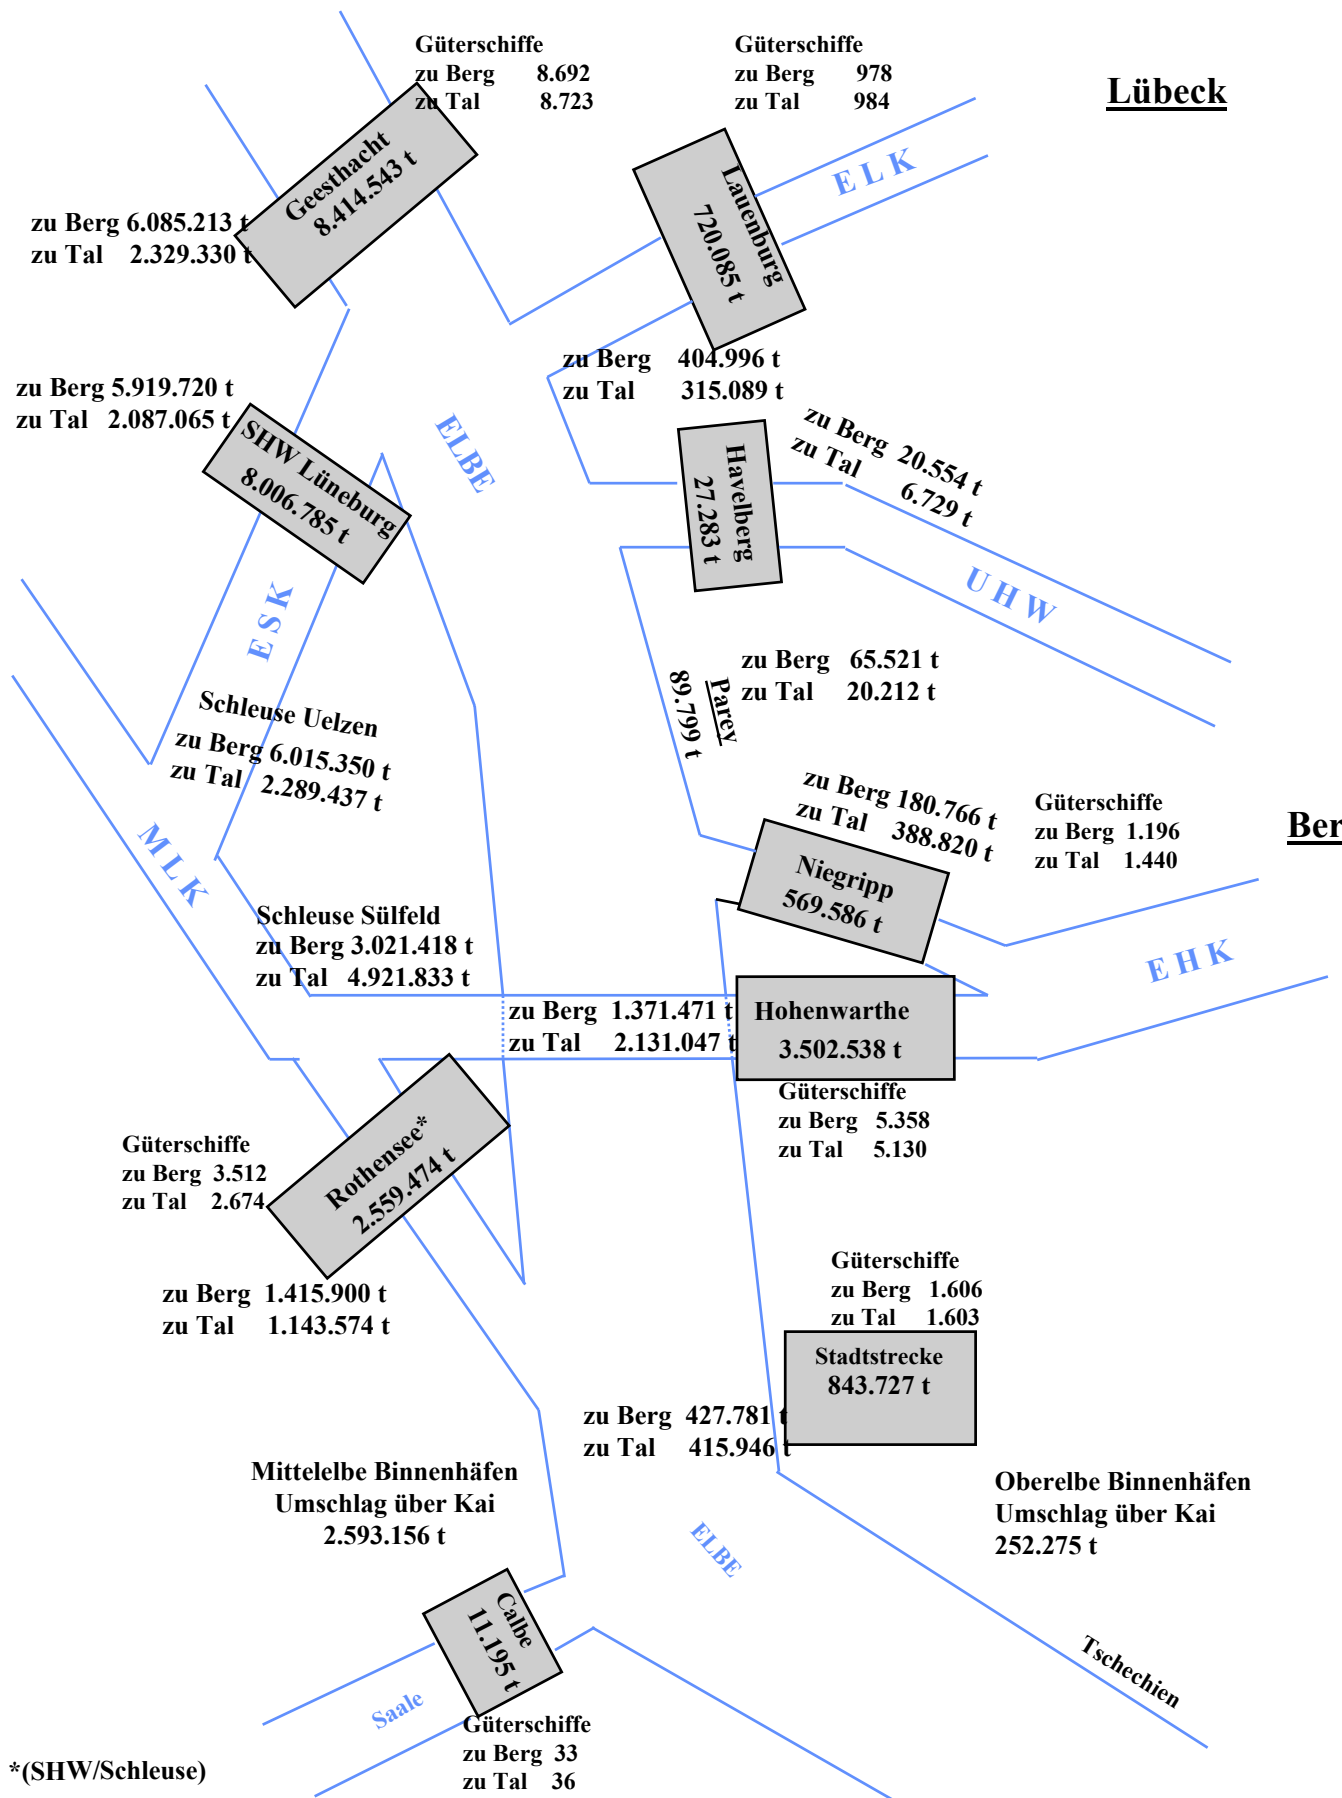 Güterschiffe
zu Berg 8.692
zu Tal 8.723
Güterschiffe
zu Berg 978
zu Tal 984
Lübeck
Geesthacht
8.414.543 t
Lauenburg
720.085 t
ELK
zu Berg 6.085.213 t
zu Tal 2.329.330 t
zu Berg 404.996 t
zu Tal 315.089 t
zu Berg 5.919.720 t
zu Tal 2.087.065 t
SHW Lüneburg
8.006.785 t
ELBE
Havelberg
27.283 t
zu Berg 20.554 t
zu Tal 6.729 t
UHW
ESK
zu Berg 65.521 t
zu Tal 20.212 t
Parey
89.799 t
Schleuse Uelzen
zu Berg 6.015.350 t
zu Tal 2.289.437 t
zu Berg 180.766 t
zu Tal 388.820 t
Güterschiffe
zu Berg 1.196
zu Tal 1.440
Ber
MLK
Niegripp
569.586 t
Schleuse Sülfeld
zu Berg 3.021.418 t
zu Tal 4.921.833 t
EHK
zu Berg 1.371.471 t
zu Tal 2.131.047 t
Hohenwarthe
3.502.538 t
Güterschiffe
zu Berg 5.358
zu Tal 5.130
Güterschiffe
zu Berg 3.512
zu Tal 2.674
Rothensee*
2.559.474 t
zu Berg 1.415.900 t
zu Tal 1.143.574 t
Güterschiffe
zu Berg 1.606
zu Tal 1.603
Stadtstrecke
843.727 t
zu Berg 427.781 t
zu Tal 415.946 t
Mittelelbe Binnenhäfen
Umschlag über Kai
2.593.156 t
Oberelbe Binnenhäfen
Umschlag über Kai
252.275 t
ELBE
Calbe
11.195 t
Tschechien
Saale
Güterschiffe
zu Berg 33
zu Tal 36
*(SHW/Schleuse)